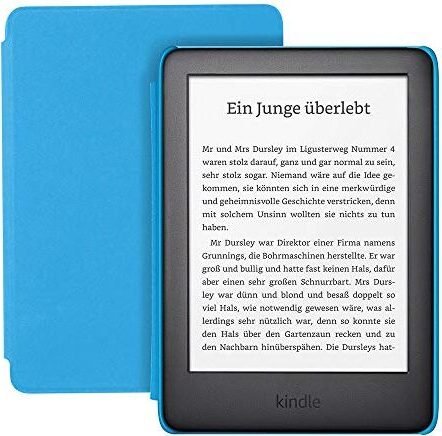 Ein Junge überlebt
Mr und Mrs Dursley im Ligusterweg Nummer 4
waren stolz darauf, ganz und gar normal zu sein,
sehr stolz sogar. Niemand wäre auf die Idee ge-
kommen, sie könnten sich in eine merkwürdige
und geheimnisvolle Geschichte verstricken, denn
mit solchem Unsinn wollten sie nichts zu tun
haben.
Mr Dursley war Direktor einer Firma namens
Grunnings, die Bohrmaschinen herstellte. Er war
groß und bullig und hatte fast keinen Hals, dafür
aber einen sehr großen Schnurrbart. Mrs Durs-
ley war dünn und blond und besaß doppelt so
viel Hals, wie notwendig gewesen wäre, was al-
lerdings sehr nützlich war, denn so konnte sie
den Hals über den Gartenzaun recken und zu
den Nachbarn hinüberspähen. Die Dursleys hat-
kindle